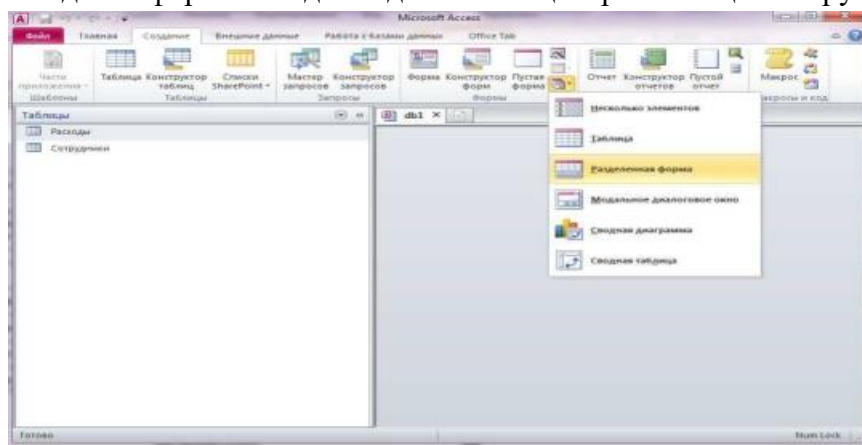 Microsoft Access
Файл Главная Создание Внешние данные Работа с базами данных Office Tab
Части приложения
Таблица Конструктор таблиц Списки SharePoint
Мастер запросов Конструктор запросов
Форма Конструктор форм Пустая форма
Отчет Конструктор отчетов Пустой отчет
Макрос
Шаблоны Таблицы Запросы Формы Макросы и код
Таблицы
db1
Расходы
Сотрудники
Несколько элементов
Таблица
Разделенная форма
Модальное диалоговое окно
Сводная диаграмма
Сводная таблица
Готово
Num Lock